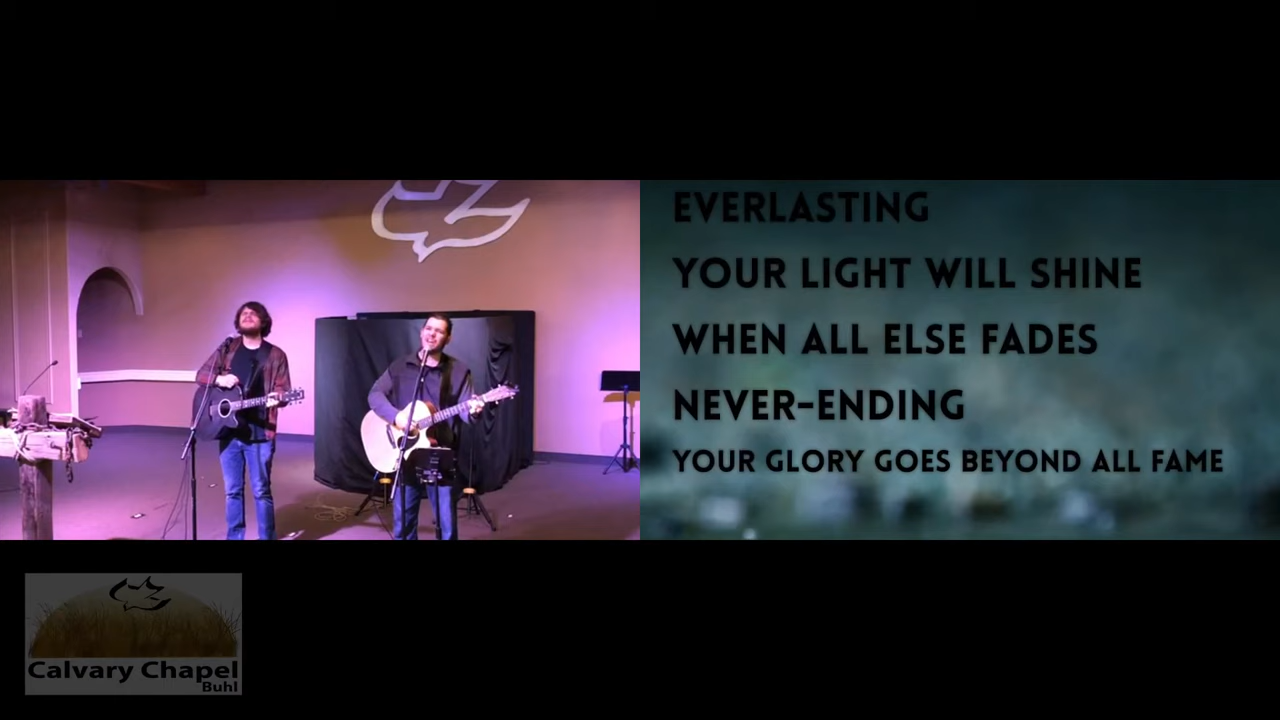 EVERLASTING
YOUR LIGHT WILL SHINE
WHEN ALL ELSE FADES
NEVER-ENDING
YOUR GLORY GOES BEYOND ALL FAME
Calvary Chapel
Buhl